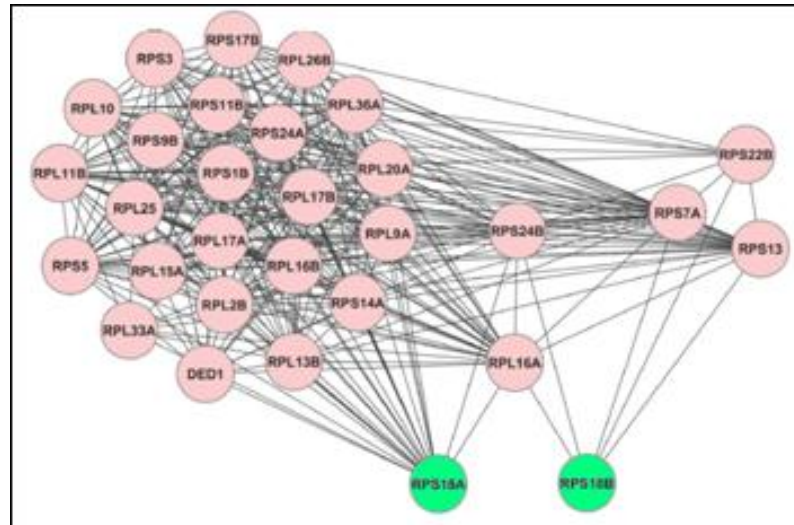 RPS17B
RPS3
RPL26B
RPL10
RPS11B
RPL36A
RPS24A
RPS9B
RPS22B
RPL11B
RPS1B
RPL20A
RPL25
RPL17B
RPS7A
RPL17A
RPL9A
RPS24B
RPS13
RPS5
RPL15A
RPL16B
RPL2B
RPS14A
RPL33A
RPL13B
RPL16A
DED1
RPS18A
RPS18B